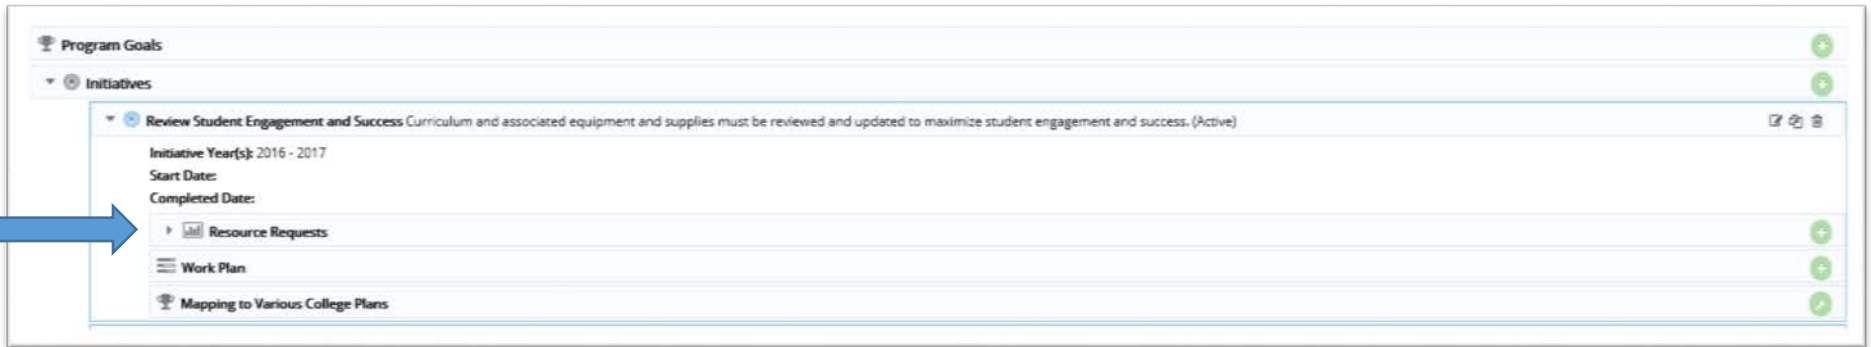 Program Goals
Initiatives
Review Student Engagement and Success Curriculum and associated equipment and supplies must be reviewed and updated to maximize student engagement and success. (Active)
Initiative Year(s): 2016 - 2017
Start Date:
Completed Date:
Resource Requests
Work Plan
Mapping to Various College Plans